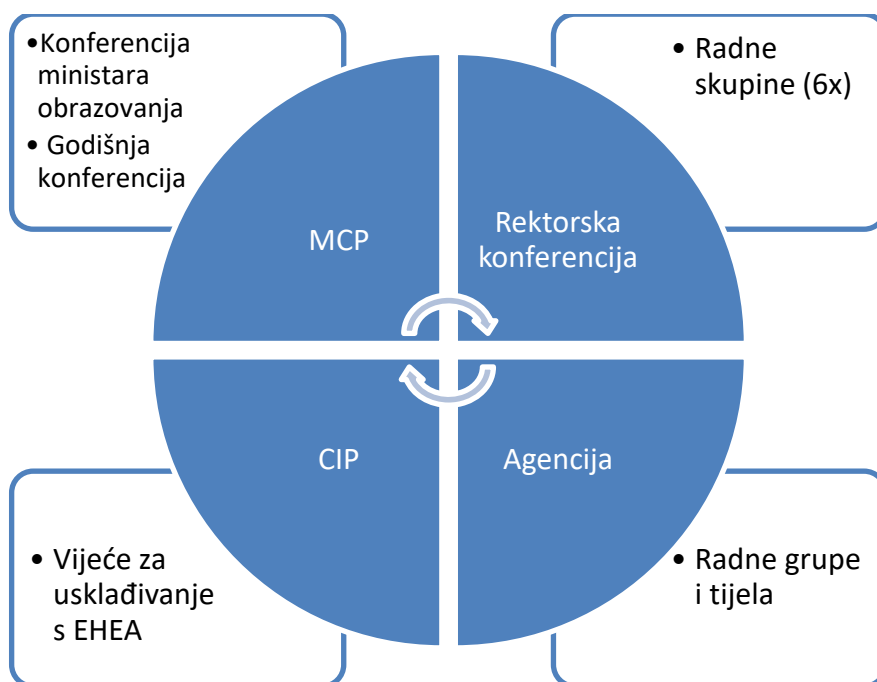 •Konferencija
ministara
obrazovanja
• Godišnja
konferencija
• Radne
skupine (6x)
MCP
Rektorska
konferencija
CIP
Agencija
• Vijeće za
usklađivanje
s EHEA
• Radne grupe
i tijela